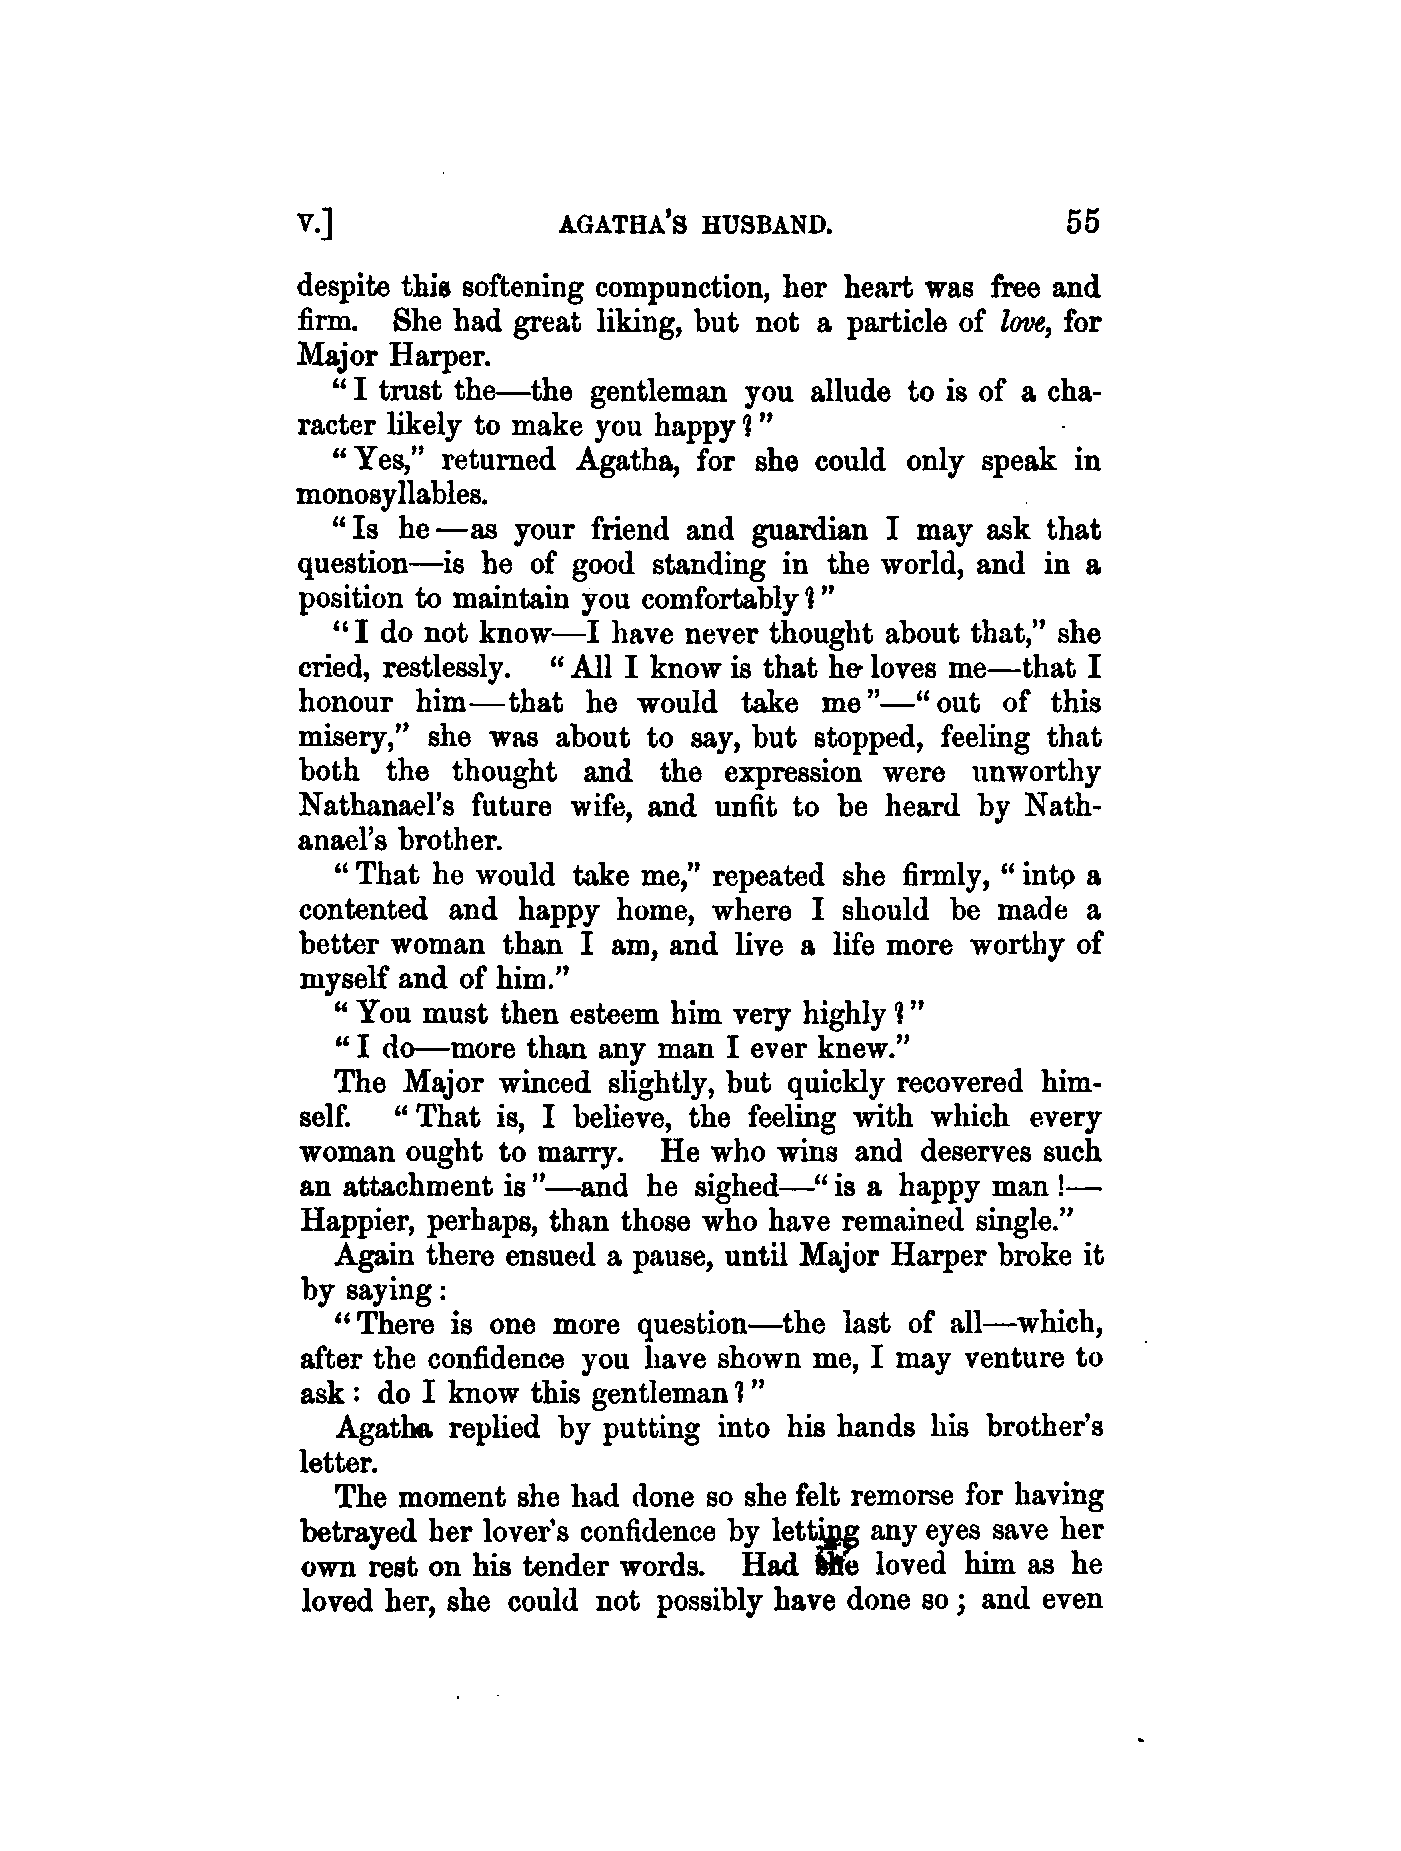 V.] AGATHA'S HUSBAND. 55
despite this softening compunction, her heart was free and
firm. She had great liking, but not a particle of love, for
Major Harper.
"I trust the—the gentleman you allude to is of a cha-
racter likely to make you happy?"
"Yes," returned Agatha, for she could only speak in
monosyllables.
"Is he—as your friend and guardian I may ask that
question—is he of good standing in the world, and in a
position to maintain you comfortably?"
"I do not know—I have never thought about that," she
cried, restlessly. "All I know is that he loves me—that I
honour him—that he would take me"—"out of this
misery," she was about to say, but stopped, feeling that
both the thought and the expression were unworthy
Nathanael's future wife, and unfit to be heard by Nath-
anael's brother.
"That he would take me," repeated she firmly, "into a
contented and happy home, where I should be made a
better woman than I am, and live a life more worthy of
myself and of him."
"You must then esteem him very highly?"
"I do—more than any man I ever knew."
The Major winced slightly, but quickly recovered him-
self. "That is, I believe, the feeling with which every
woman ought to marry. He who wins and deserves such
an attachment is"—and he sighed—"is a happy man!—
Happier, perhaps, than those who have remained single."
Again there ensued a pause, until Major Harper broke it
by saying:
"There is one more question—the last of all—which,
after the confidence you have shown me, I may venture to
ask: do I know this gentleman?"
Agatha replied by putting into his hands his brother's
letter.
The moment she had done so she felt remorse for having
betrayed her lover's confidence by letting any eyes save her
own rest on his tender words. Had she loved him as he
loved her, she could not possibly have done so; and even